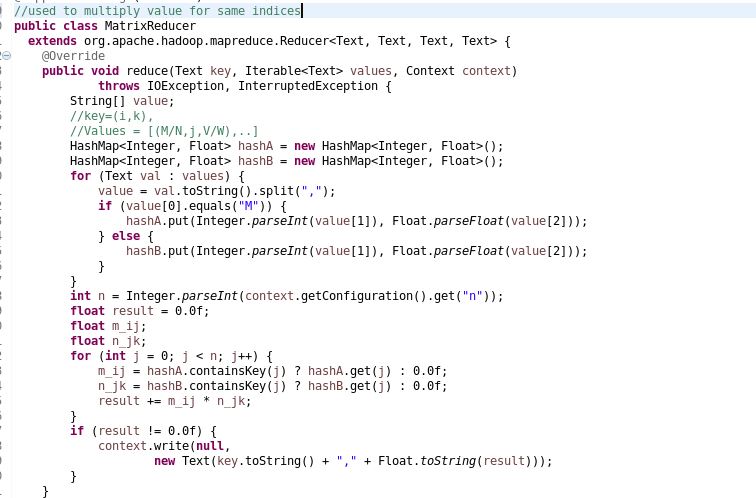 //used to multiply value for same indices
public class MatrixReducer
extends org.apache.hadoop.mapreduce.Reducer<Text, Text, Text, Text> {
@Override
public void reduce(Text key, Iterable<Text> values, Context context)
throws IOException, InterruptedException {
String[] value;
//key=(i,k),
//Values = [(M/N,j,V/W),..]
HashMap<Integer, Float> hashA = new HashMap<Integer, Float>();
HashMap<Integer, Float> hashB = new HashMap<Integer, Float>();
for (Text val : values) {
value = val.toString().split(",");
if (value[0].equals("M")) {
hashA.put(Integer.parseInt(value[1]), Float.parseFloat(value[2]));
} else {
hashB.put(Integer.parseInt(value[1]), Float.parseFloat(value[2]));
}
}
int n = Integer.parseInt(context.getConfiguration().get("n"));
float result = 0.0f;
float m_ij;
float n_jk;
for (int j = 0; j < n; j++) {
m_ij = hashA.containsKey(j) ? hashA.get(j) : 0.0f;
n_jk = hashB.containsKey(j) ? hashB.get(j) : 0.0f;
result += m_ij * n_jk;
}
if (result != 0.0f) {
context.write(null,
new Text(key.toString() + "," + Float.toString(result)));
}
}